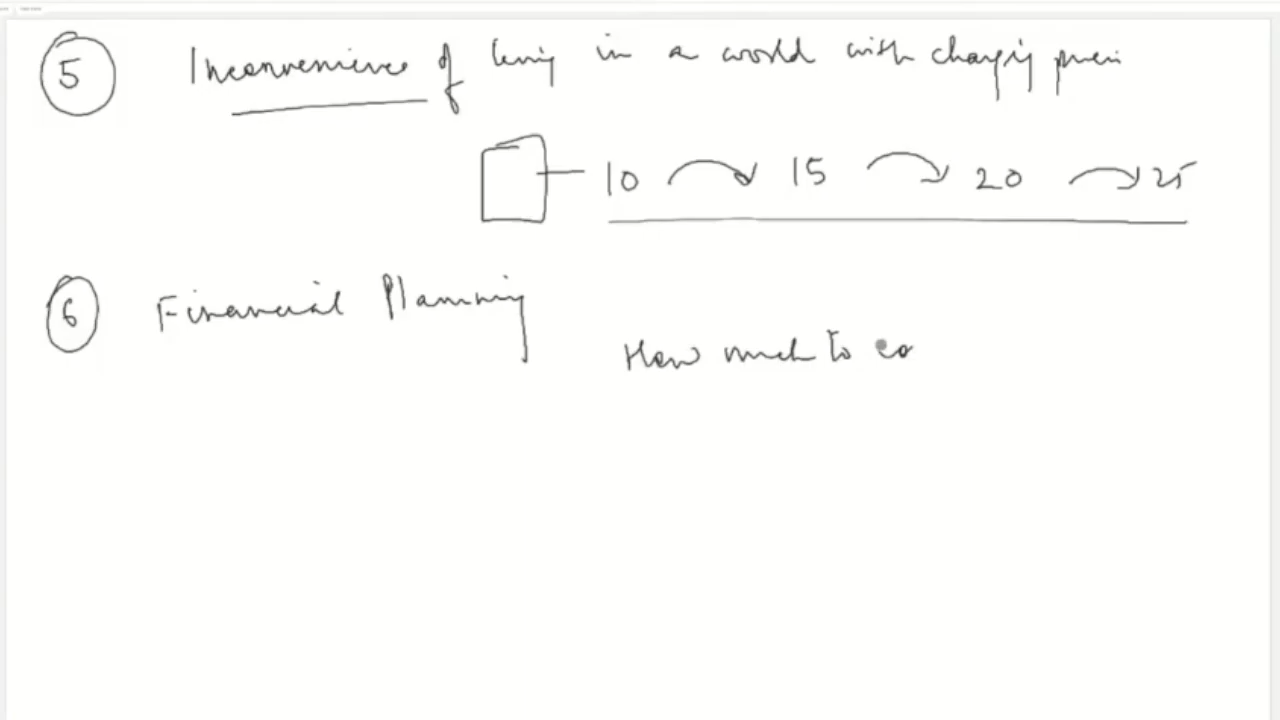 5 Inconvenience of living in a world with changing prices
10 15 20 25
6 Financial Planning
How much to co